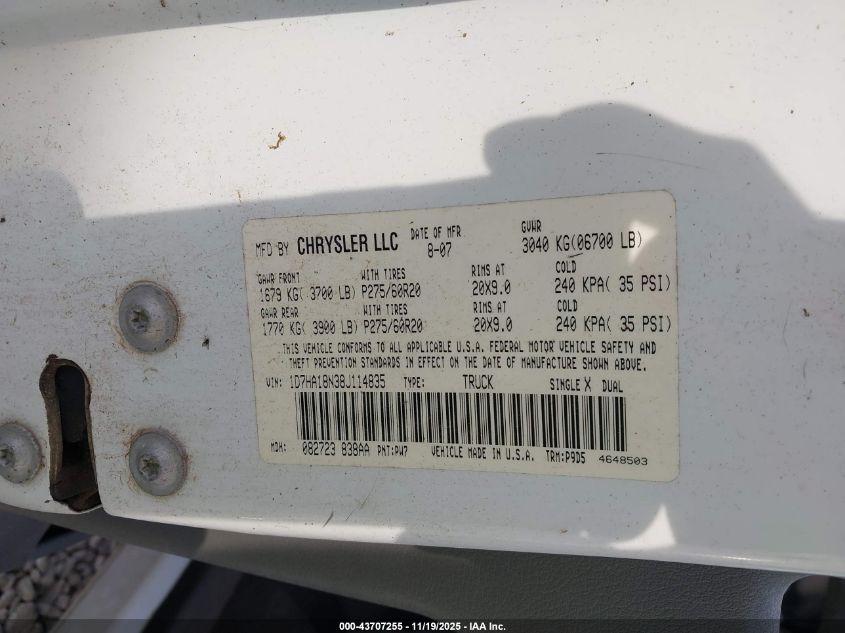 MFD BY CHRYSLER LLC DATE OF MFR 8-07 GVWR 3040 KG(06700 LB)
GAWR FRONT WITH TIRES RIMS AT COLD
1679 KG( 3700 LB) P275/60R20 20X9.0 240 KPA( 35 PSI)
GAWR REAR WITH TIRES RIMS AT COLD
1770 KG( 3900 LB) P275/60R20 20X9.0 240 KPA( 35 PSI)
THIS VEHICLE CONFORMS TO ALL APPLICABLE U.S.A. FEDERAL MOTOR VEHICLE SAFETY AND
THEFT PREVENTION STANDARDS IN EFFECT ON THE DATE OF MANUFACTURE SHOWN ABOVE.
VIN: 1D7HA18N38J114835 TYPE: TRUCK SINGLE X DUAL
MDH: 082723 838AA PNT:PW7 VEHICLE MADE IN U.S.A. TRM:P9D5 4648503
000-43707255 - 11/19/2025 - IAA Inc.